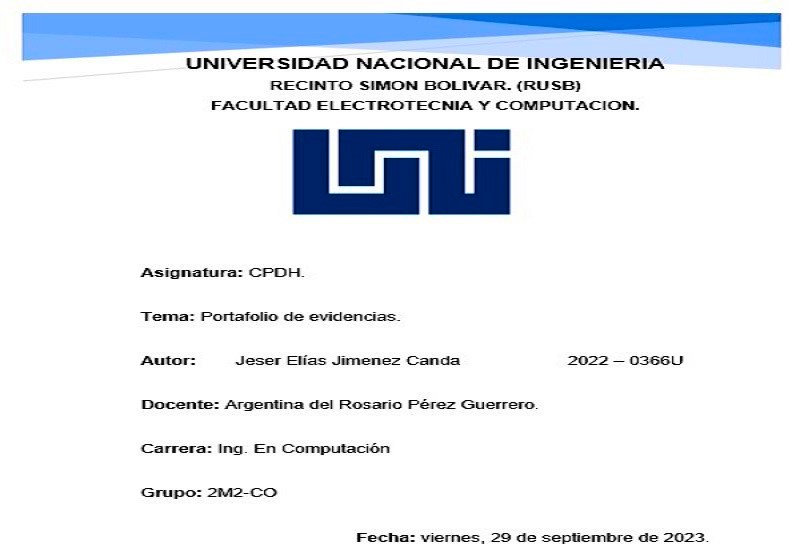 UNIVERSIDAD NACIONAL DE INGENIERIA
RECINTO SIMON BOLIVAR. (RUSB)
FACULTAD ELECTROTECNIA Y COMPUTACION.
uni
Asignatura: CPDH.
Tema: Portafolio de evidencias.
Autor: Jeser Elías Jimenez Canda 2022 – 0366U
Docente: Argentina del Rosario Pérez Guerrero.
Carrera: Ing. En Computación
Grupo: 2M2-CO
Fecha: viernes, 29 de septiembre de 2023.